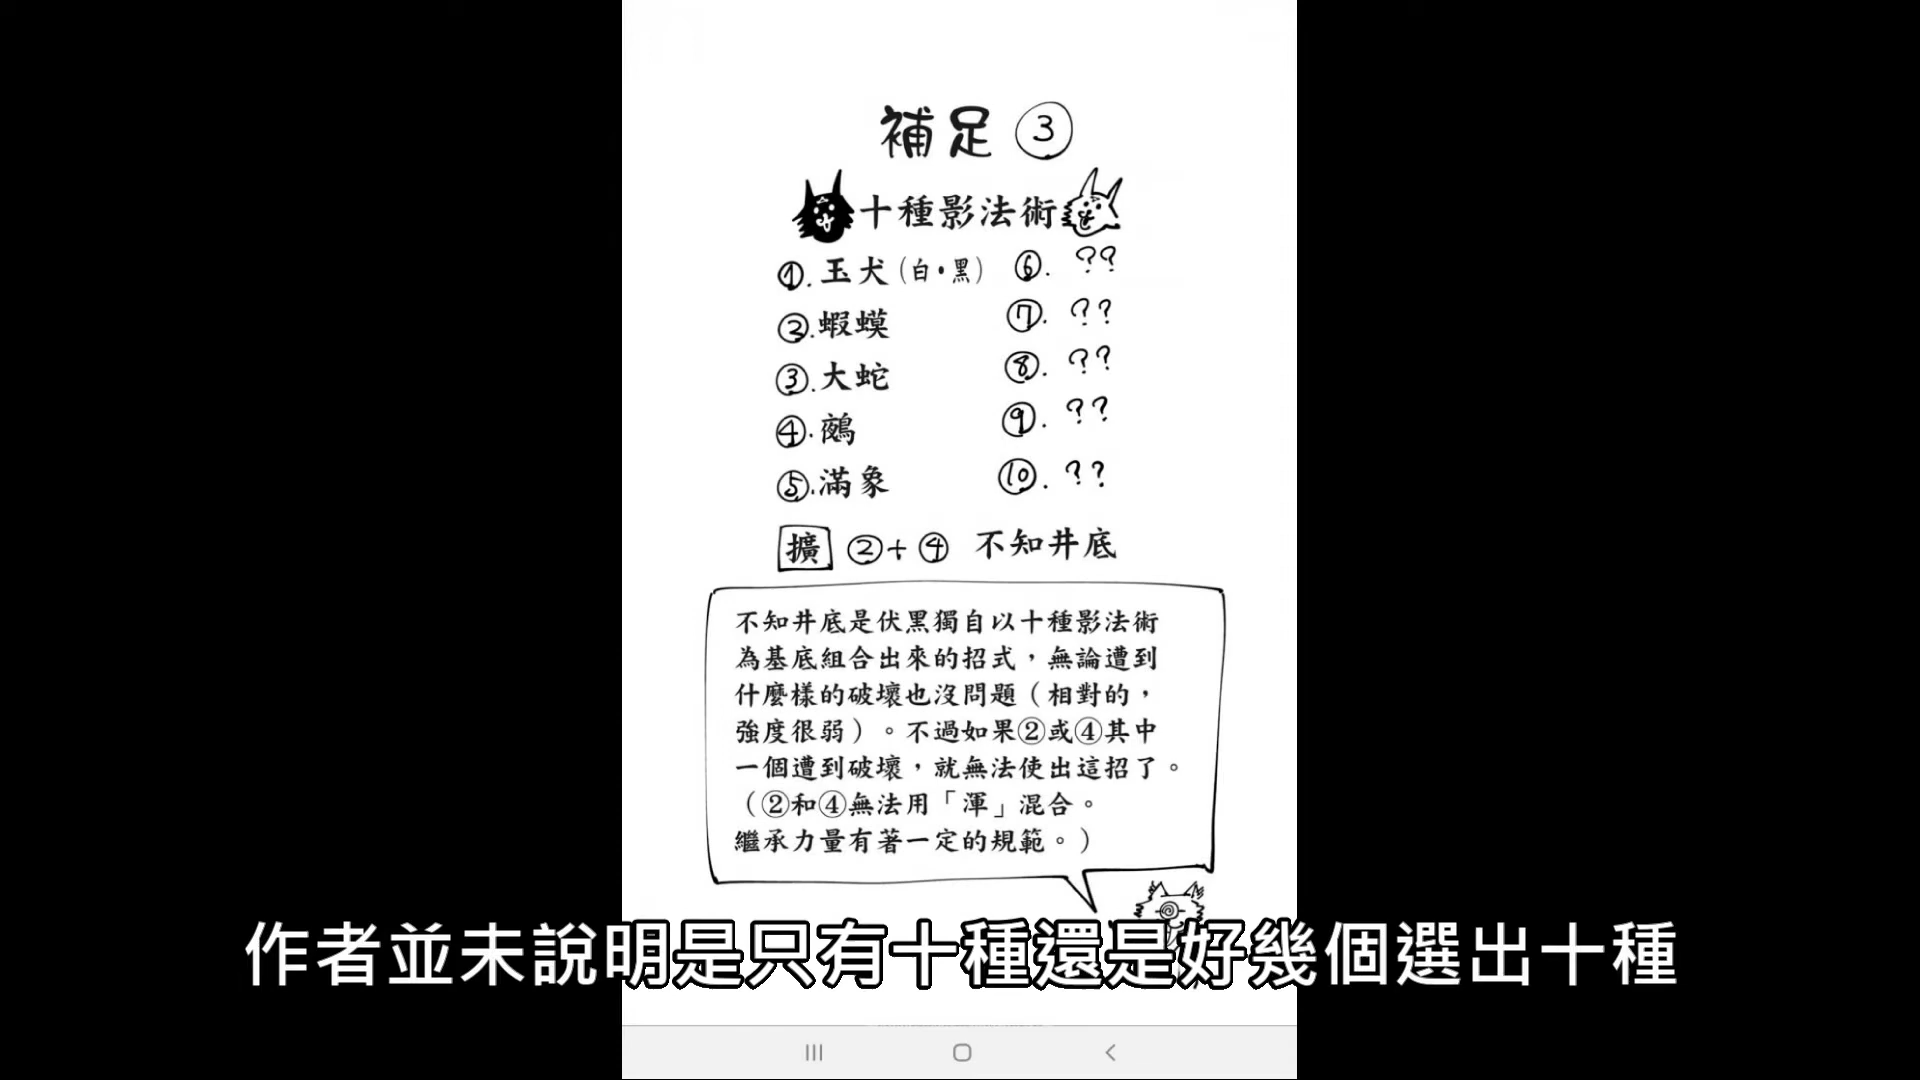 補足③
十種影法術
①.玉犬(白•黑)
②.蝦蟆
③.大蛇
④.鵺
⑤.滿象
⑥.??
⑦.??
⑧.??
⑨.??
⑩.??
擴 ②+④ 不知井底
不知井底是伏黑獨自以十種影法術
為基底組合出來的招式，無論遭到
什麼樣的破壞也沒問題（相對的，
強度很弱）。不過如果②或④其中
一個遭到破壞，就無法使出這招了。
（②和④無法用「渾」混合。
繼承力量有著一定的規範。）
作者並未說明是只有十種還是好幾個選出十種